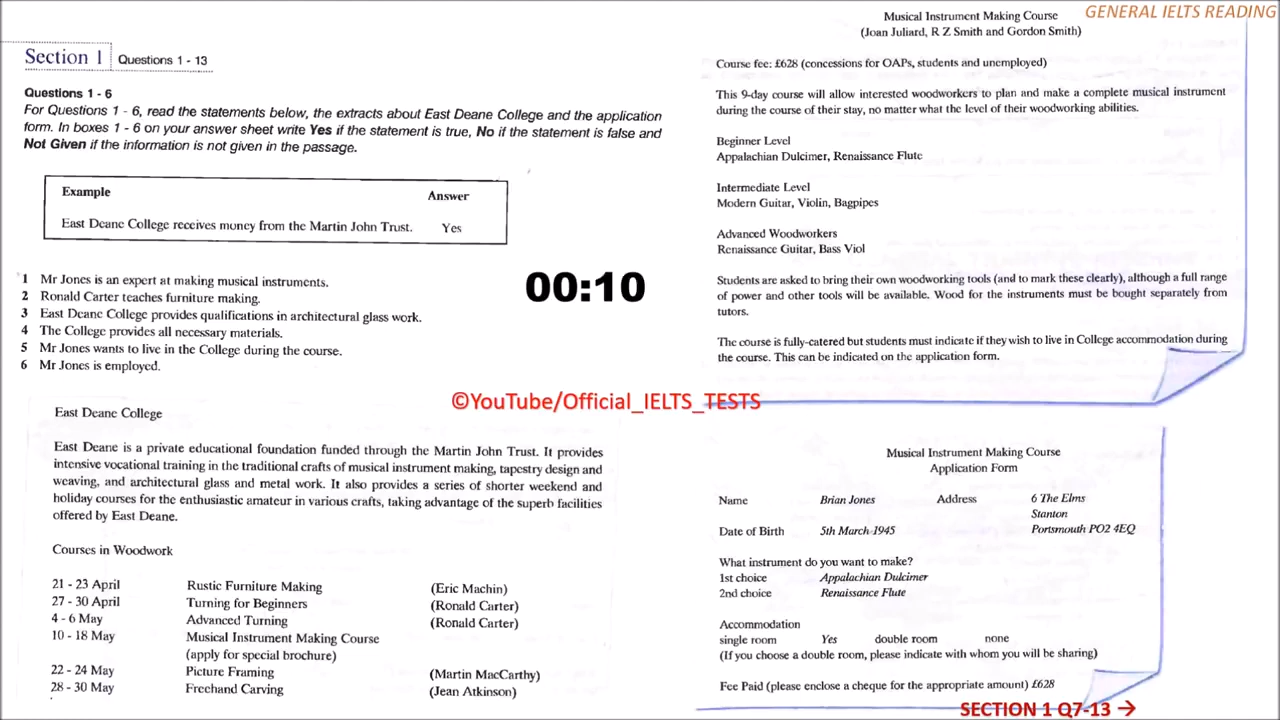 GENERAL IELTS READING
Section 1 Questions 1 - 13
Questions 1 - 6
For Questions 1 - 6, read the statements below, the extracts about East Deane College and the application
form. In boxes 1 - 6 on your answer sheet write Yes if the statement is true, No if the statement is false and
Not Given if the information is not given in the passage.
Example Answer
East Deane College receives money from the Martin John Trust. Yes
1 Mr Jones is an expert at making musical instruments.
2 Ronald Carter teaches furniture making.
3 East Deane College provides qualifications in architectural glass work.
4 The College provides all necessary materials.
5 Mr Jones wants to live in the College during the course.
6 Mr Jones is employed.
00:10
©YouTube/Official_IELTS_TESTS
East Deane College
East Deane is a private educational foundation funded through the Martin John Trust. It provides
intensive vocational training in the traditional crafts of musical instrument making, tapestry design and
weaving, and architectural glass and metal work. It also provides a series of shorter weekend and
holiday courses for the enthusiastic amateur in various crafts, taking advantage of the superb facilities
offered by East Deane.
Courses in Woodwork
21 - 23 April Rustic Furniture Making (Eric Machin)
27 - 30 April Turning for Beginners (Ronald Carter)
4 - 6 May Advanced Turning (Ronald Carter)
10 - 18 May Musical Instrument Making Course
(apply for special brochure)
22 - 24 May Picture Framing (Martin MacCarthy)
28 - 30 May Freehand Carving (Jean Atkinson)
Musical Instrument Making Course
(Joan Juliard, R Z Smith and Gordon Smith)
Course fee: £628 (concessions for OAPs, students and unemployed)
This 9-day course will allow interested woodworkers to plan and make a complete musical instrument
during the course of their stay, no matter what the level of their woodworking abilities.
Beginner Level
Appalachian Dulcimer, Renaissance Flute
Intermediate Level
Modern Guitar, Violin, Bagpipes
Advanced Woodworkers
Renaissance Guitar, Bass Viol
Students are asked to bring their own woodworking tools (and to mark these clearly), although a full range
of power and other tools will be available. Wood for the instruments must be bought separately from
tutors.
The course is fully-catered but students must indicate if they wish to live in College accommodation during
the course. This can be indicated on the application form.
Musical Instrument Making Course
Application Form
Name Brian Jones Address 6 The Elms
Stanton
Date of Birth 5th March 1945 Portsmouth PO2 4EQ
What instrument do you want to make?
1st choice Appalachian Dulcimer
2nd choice Renaissance Flute
Accommodation
single room Yes double room none
(If you choose a double room, please indicate with whom you will be sharing)
Fee Paid (please enclose a cheque for the appropriate amount) £628
SECTION 1 Q7-13 →